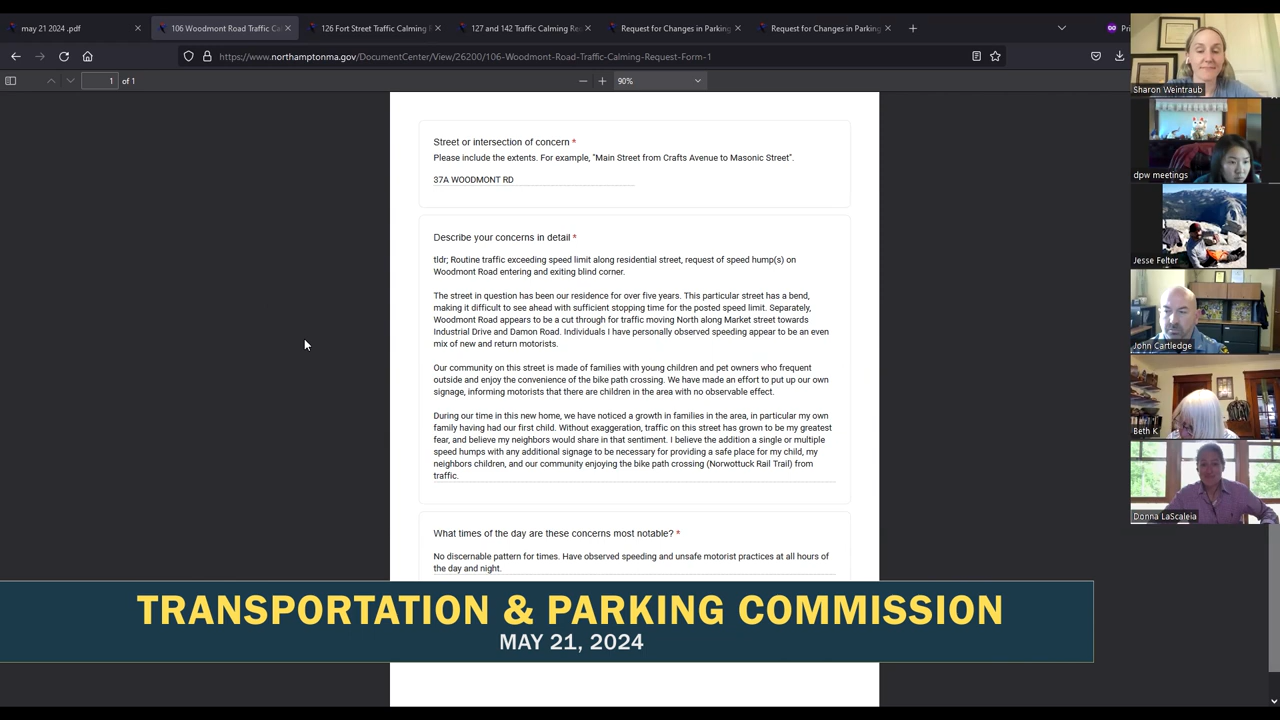 may 21 2024 .pdf
106 Woodmont Road Traffic Ca
126 Fort Street Traffic Calming F
127 and 142 Traffic Calming Re
Request for Changes in Parking
Request for Changes in Parking
https://www.northamptonma.gov/DocumentCenter/View/26200/106-Woodmont-Road-Traffic-Calming-Request-Form-1
1 of 1
90%
Street or intersection of concern *
Please include the extents. For example, "Main Street from Crafts Avenue to Masonic Street".
37A WOODMONT RD
Describe your concerns in detail *
tldr; Routine traffic exceeding speed limit along residential street, request of speed hump(s) on
Woodmont Road entering and exiting blind corner.
The street in question has been our residence for over five years. This particular street has a bend,
making it difficult to see ahead with sufficient stopping time for the posted speed limit. Separately,
Woodmont Road appears to be a cut through for traffic moving North along Market street towards
Industrial Drive and Damon Road. Individuals I have personally observed speeding appear to be an even
mix of new and return motorists.
Our community on this street is made of families with young children and pet owners who frequent
outside and enjoy the convenience of the bike path crossing. We have made an effort to put up our own
signage, informing motorists that there are children in the area with no observable effect.
During our time in this new home, we have noticed a growth in families in the area, in particular my own
family having had our first child. Without exaggeration, traffic on this street has grown to be my greatest
fear, and believe my neighbors would share in that sentiment. I believe the addition a single or multiple
speed humps with any additional signage to be necessary for providing a safe place for my child, my
neighbors children, and our community enjoying the bike path crossing (Norwottuck Rail Trail) from
traffic.
What times of the day are these concerns most notable? *
No discernable pattern for times. Have observed speeding and unsafe motorist practices at all hours of
the day and night.
TRANSPORTATION & PARKING COMMISSION
MAY 21, 2024
Pri
Sharon Weintraub
dpw meetings
Jesse Felter
John Cartledge
Beth K
Donna LaScaleia